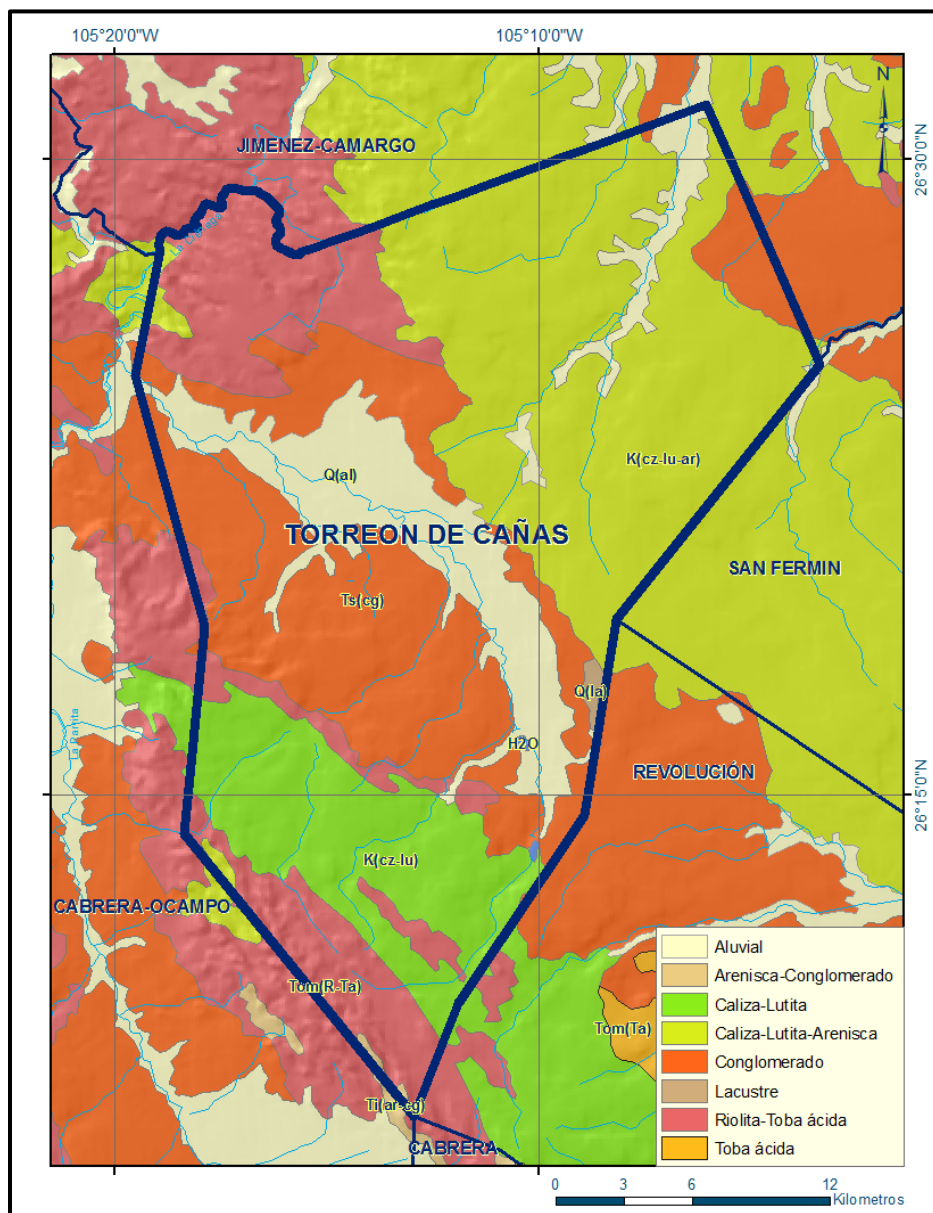 105°20'0"W
105°10'0"W
N
JIMENEZ-CAMARGO
26°30'0"N
La Cienega
Q(al)
K(cz-lu-ar)
TORREON DE CAÑAS
SAN FERMIN
Ts(cg)
Q(la)
La Partita
H2O
REVOLUCIÓN
26°15'0"N
K(cz-lu)
CABRERA-OCAMPO
Tom(R-Ta)
Tom(Ta)
Ti(ar-cg)
CABRERA
Aluvial
Arenisca-Conglomerado
Caliza-Lutita
Caliza-Lutita-Arenisca
Conglomerado
Lacustre
Riolita-Toba ácida
Toba ácida
0 3 6 12
Kilometros